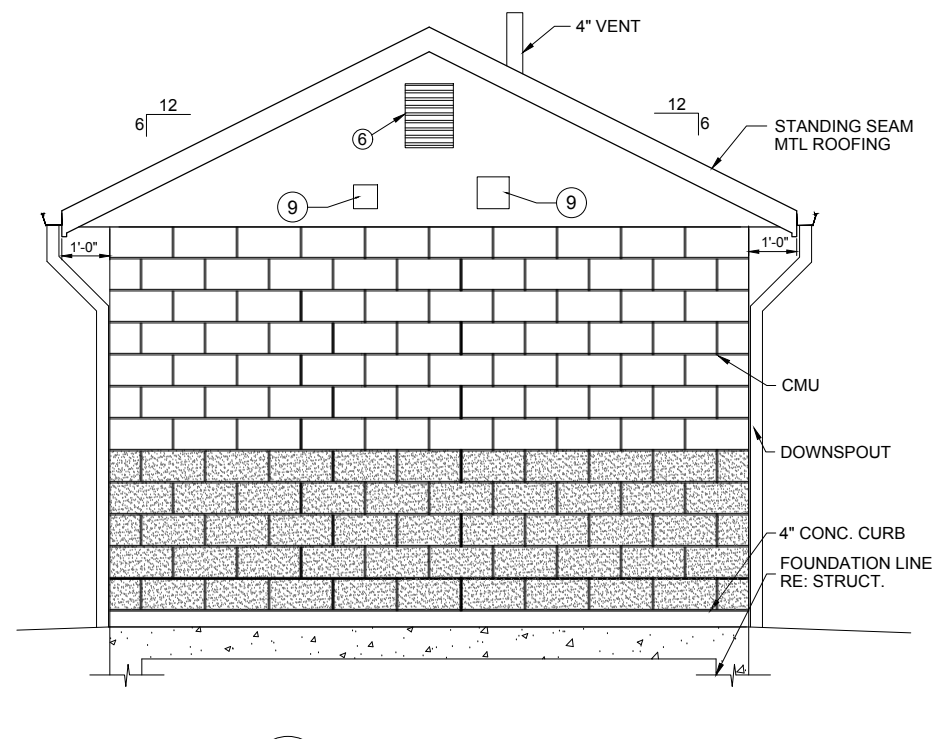 4" VENT
12
6
12
6
6
STANDING SEAM
MTL ROOFING
9
9
1'-0"
1'-0"
CMU
DOWNSPOUT
4" CONC. CURB
FOUNDATION LINE
RE: STRUCT.